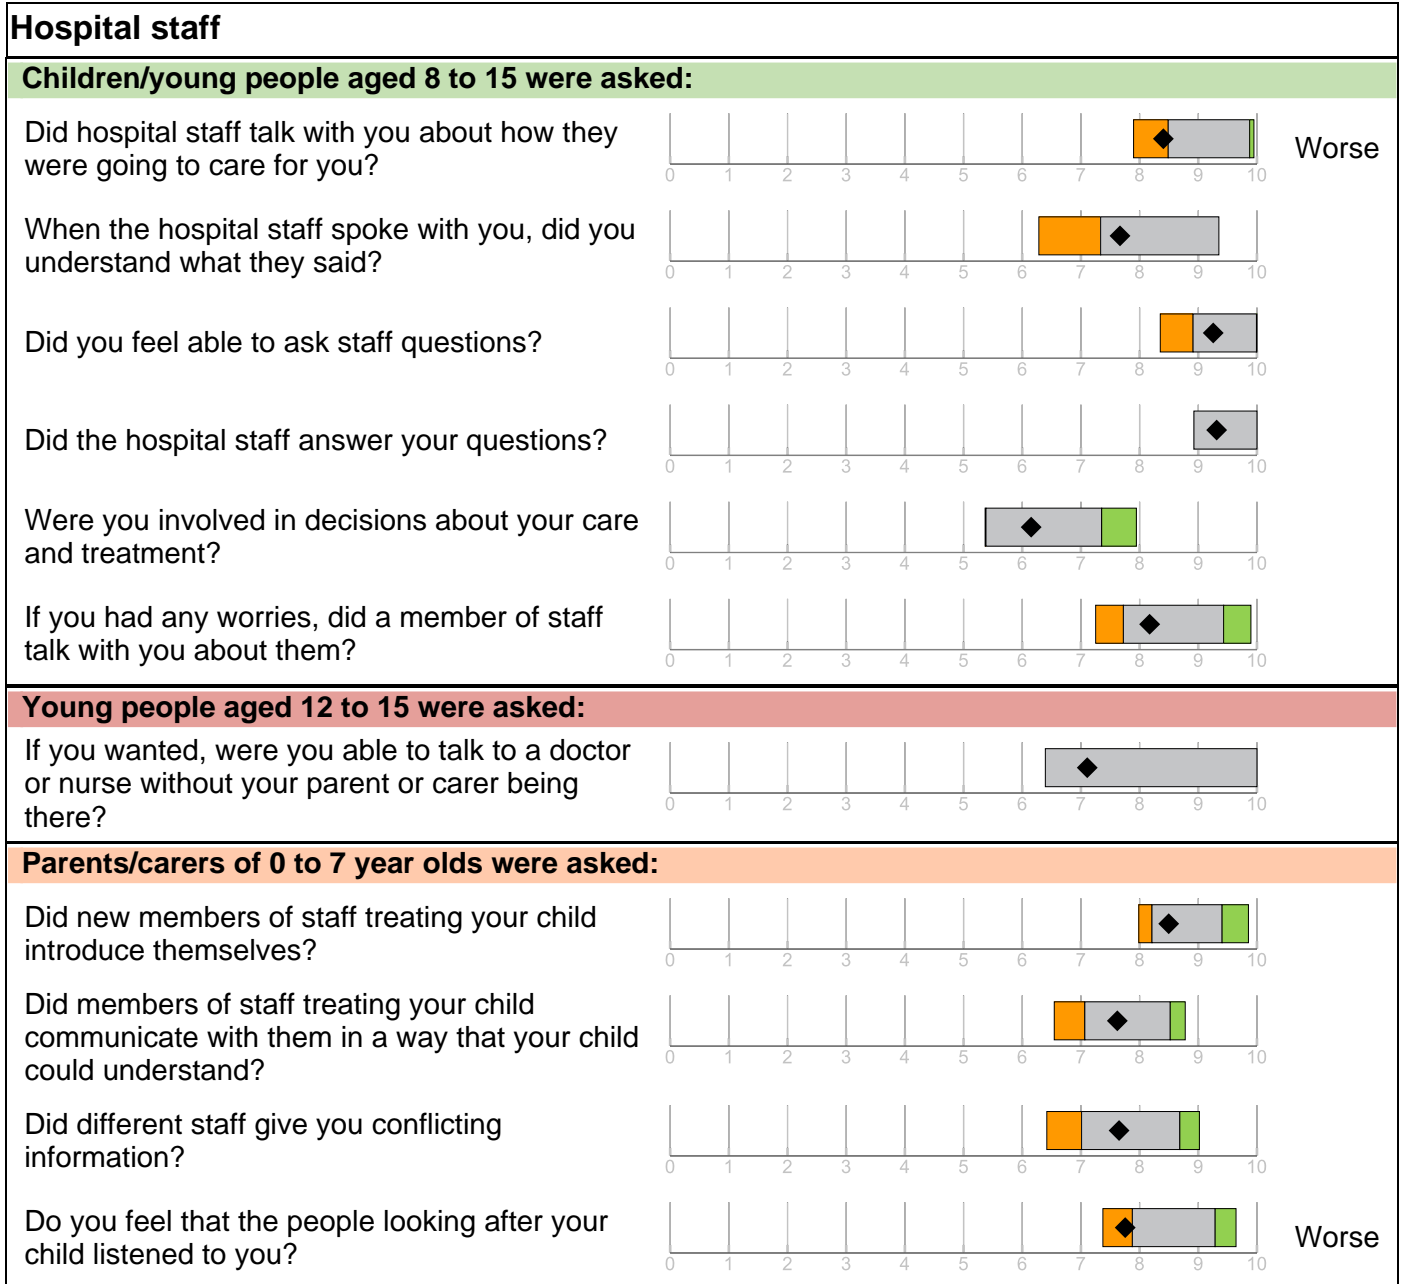 Hospital staff
Children/young people aged 8 to 15 were asked:
Did hospital staff talk with you about how they
were going to care for you?
0 1 2 3 4 5 6 7 8 9 10
Worse
When the hospital staff spoke with you, did you
understand what they said?
0 1 2 3 4 5 6 7 8 9 10
Did you feel able to ask staff questions?
0 1 2 3 4 5 6 7 8 9 10
Did the hospital staff answer your questions?
0 1 2 3 4 5 6 7 8 9 10
Were you involved in decisions about your care
and treatment?
0 1 2 3 4 5 6 7 8 9 10
If you had any worries, did a member of staff
talk with you about them?
0 1 2 3 4 5 6 7 8 9 10
Young people aged 12 to 15 were asked:
If you wanted, were you able to talk to a doctor
or nurse without your parent or carer being
there?
0 1 2 3 4 5 6 7 8 9 10
Parents/carers of 0 to 7 year olds were asked:
Did new members of staff treating your child
introduce themselves?
0 1 2 3 4 5 6 7 8 9 10
Did members of staff treating your child
communicate with them in a way that your child
could understand?
0 1 2 3 4 5 6 7 8 9 10
Did different staff give you conflicting
information?
0 1 2 3 4 5 6 7 8 9 10
Do you feel that the people looking after your
child listened to you?
0 1 2 3 4 5 6 7 8 9 10
Worse